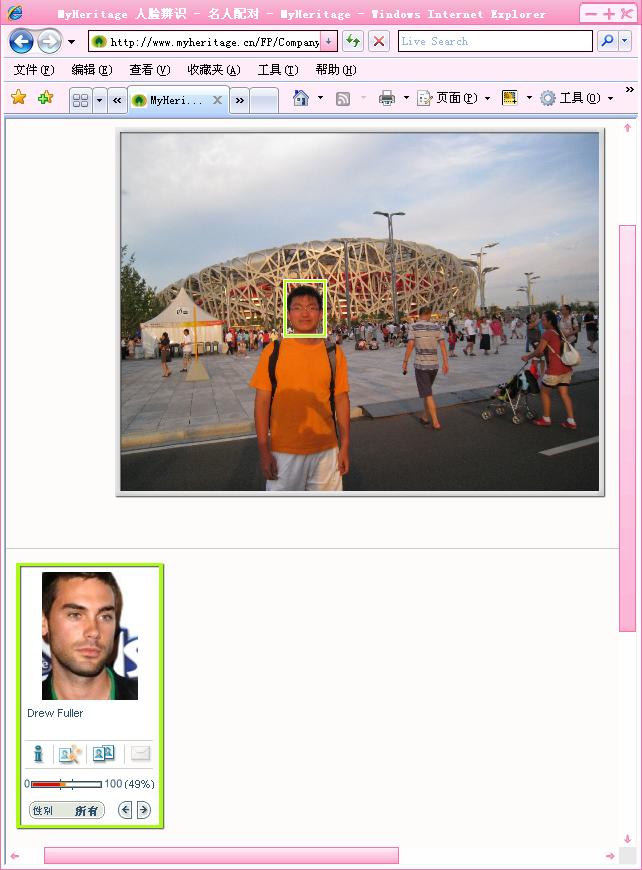 MyHeritage 人脸辨识 - 名人配对 - MyHeritage - Windows Internet Explorer
http://www.myheritage.cn/FP/Company
Live Search
文件(F) 编辑(E) 查看(V) 收藏夹(A) 工具(T) 帮助(H)
MyHeri... 页面(P) 工具(O)
Drew Fuller
0 100 (49%)
性别 所有